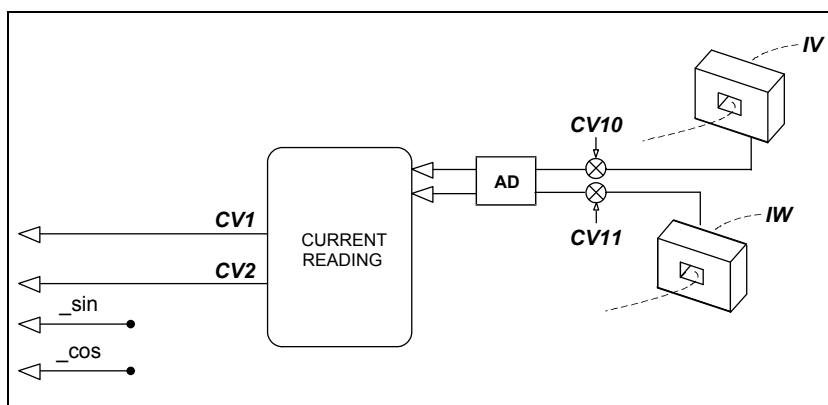 IV
CV10
AD
CV1
CV11
IW
CURRENT
READING
CV2
_sin
_cos